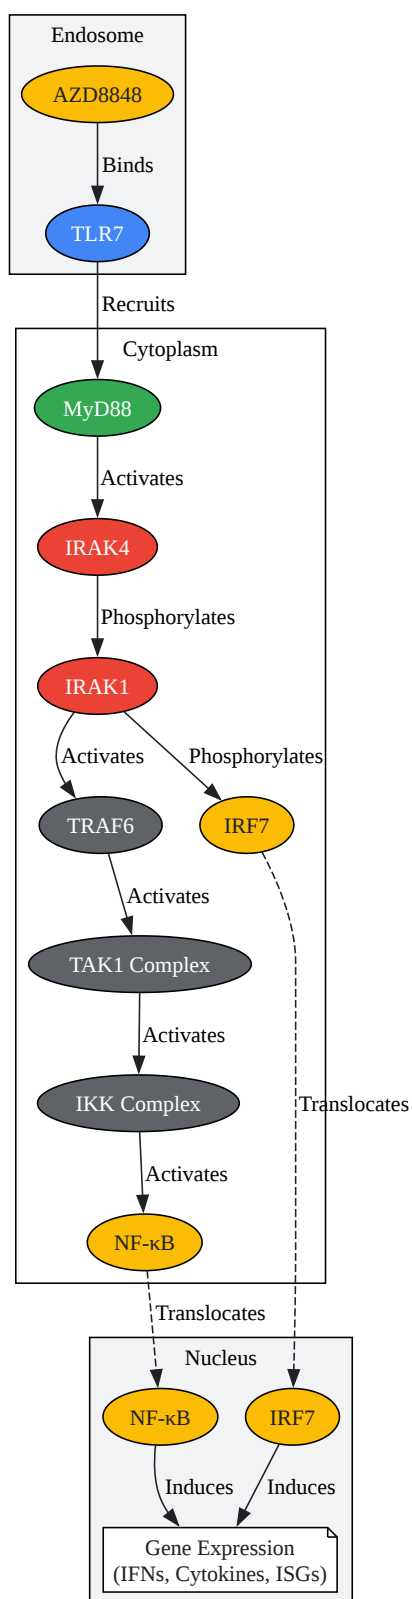 Endosome
AZD8848
Binds
TLR7
Recruits
Cytoplasm
MyD88
Activates
IRAK4
Phosphorylates
IRAK1
Activates
Phosphorylates
TRAF6
IRF7
Activates
TAK1 Complex
Activates
IKK Complex
Translocates
Activates
NF-κB
Translocates
Nucleus
NF-κB
IRF7
Induces
Induces
Gene Expression
(IFNs, Cytokines, ISGs)